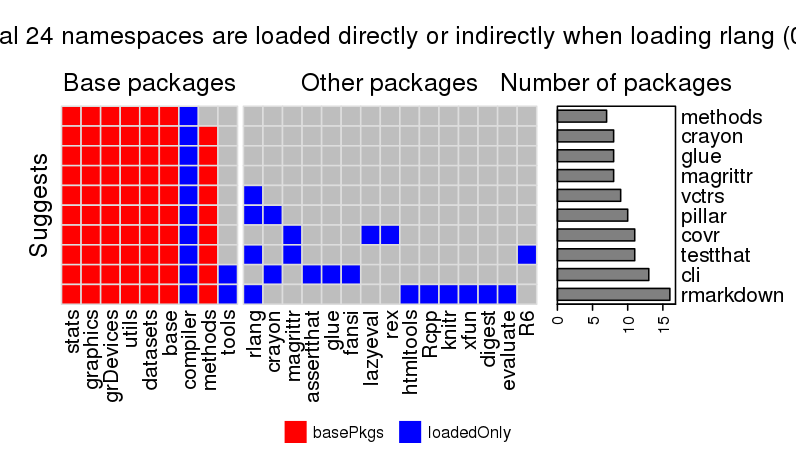 al 24 namespaces are loaded directly or indirectly when loading rlang (0
Base packages
Other packages
Number of packages
Suggests
methods
crayon
glue
magrittr
vctrs
pillar
covr
testthat
cli
rmarkdown
0
5
10
15
stats
graphics
grDevices
utils
datasets
base
compiler
methods
tools
rlang
crayon
magrittr
assertthat
glue
fansi
lazyeval
rex
htmltools
Rcpp
knitr
xfun
digest
evaluate
R6
basePkgs
loadedOnly